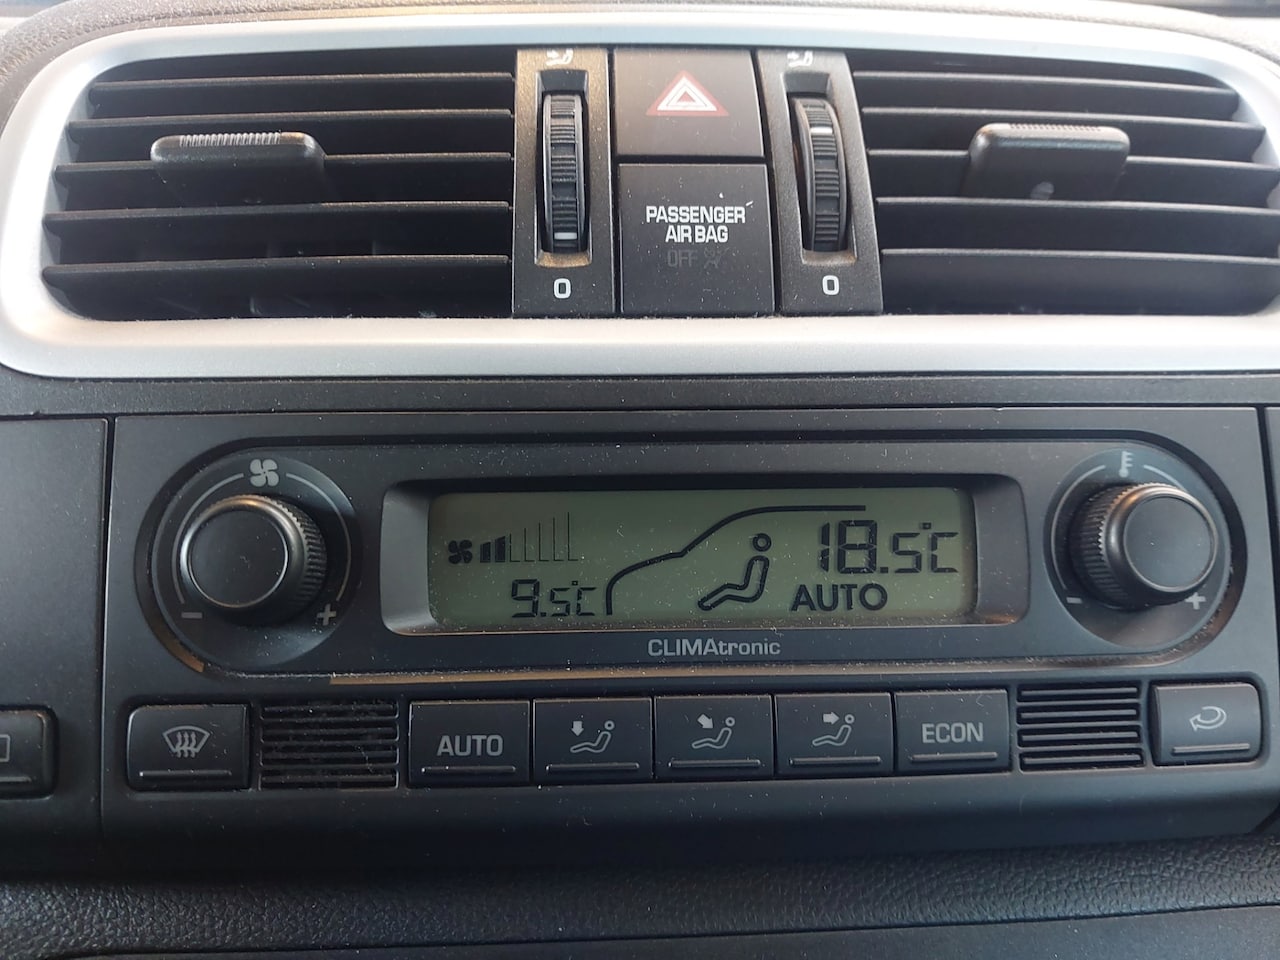 PASSENGER
AIR BAG
OFF
0
0
18.5°C
9.5°C
AUTO
CLIMAtronic
- +
- +
AUTO
ECON